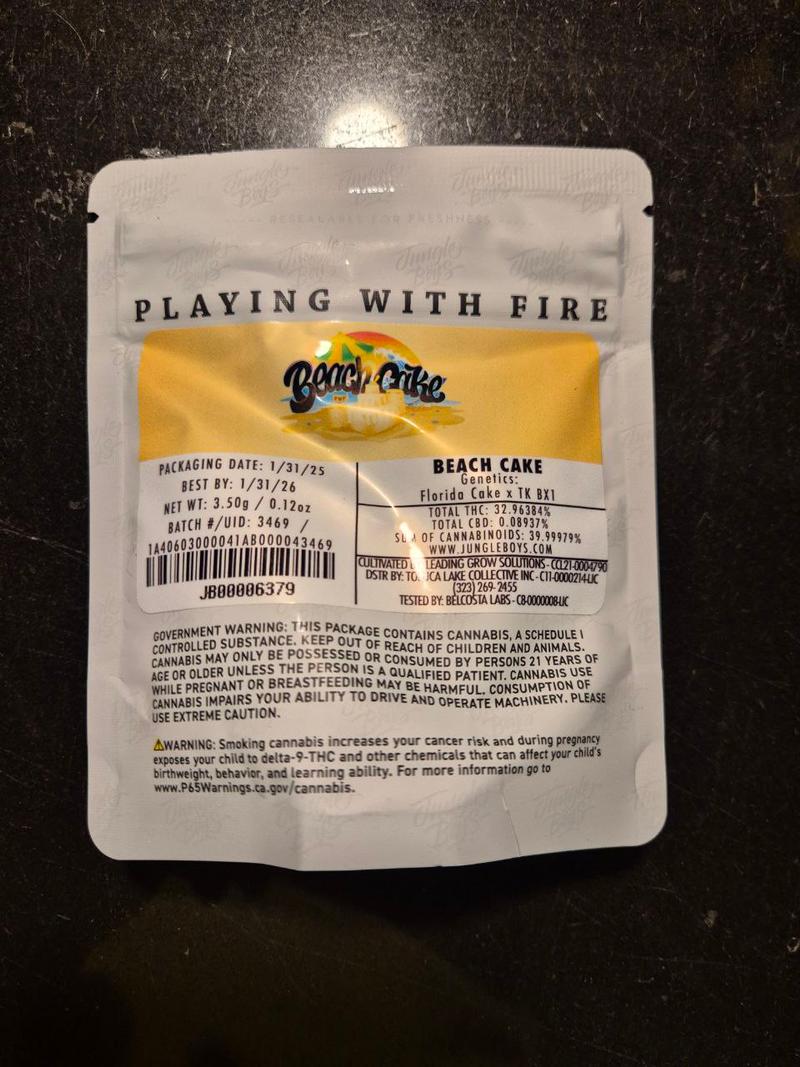 Jungle Boys
RESEALABLE FOR FRESHNESS
PLAYING WITH FIRE
Beach Cake
PACKAGING DATE: 1/31/25
BEST BY: 1/31/26
NET WT: 3.50g / 0.12oz
BATCH #/UID: 3469 /
1A40603000041AB000043469
JB00006379
BEACH CAKE
Genetics:
Florida Cake x TK BX1
TOTAL THC: 32.96384%
TOTAL CBD: 0.08937%
OF CANNABINOIDS: 39.99979%
WWW.JUNGLEBOYS.COM
CULTIVATED LEADING GROW SOLUTIONS - CCL21-0004790
DSTR BY: LAKE COLLECTIVE INC - C11-0000214-LIC
(323) 269-2455
TESTED BY: BELCOSTA LABS - C8-0000008-LIC
GOVERNMENT WARNING: THIS PACKAGE CONTAINS CANNABIS, A SCHEDULE I
CONTROLLED SUBSTANCE. KEEP OUT OF REACH OF CHILDREN AND ANIMALS.
CANNABIS MAY ONLY BE POSSESSED OR CONSUMED BY PERSONS 21 YEARS OF
AGE OR OLDER UNLESS THE PERSON IS A QUALIFIED PATIENT. CANNABIS USE
WHILE PREGNANT OR BREASTFEEDING MAY BE HARMFUL. CONSUMPTION OF
CANNABIS IMPAIRS YOUR ABILITY TO DRIVE AND OPERATE MACHINERY. PLEASE
USE EXTREME CAUTION.
⚠WARNING: Smoking cannabis increases your cancer risk and during pregnancy
exposes your child to delta-9-THC and other chemicals that can affect your child's
birthweight, behavior, and learning ability. For more information go to
www.P65Warnings.ca.gov/cannabis.